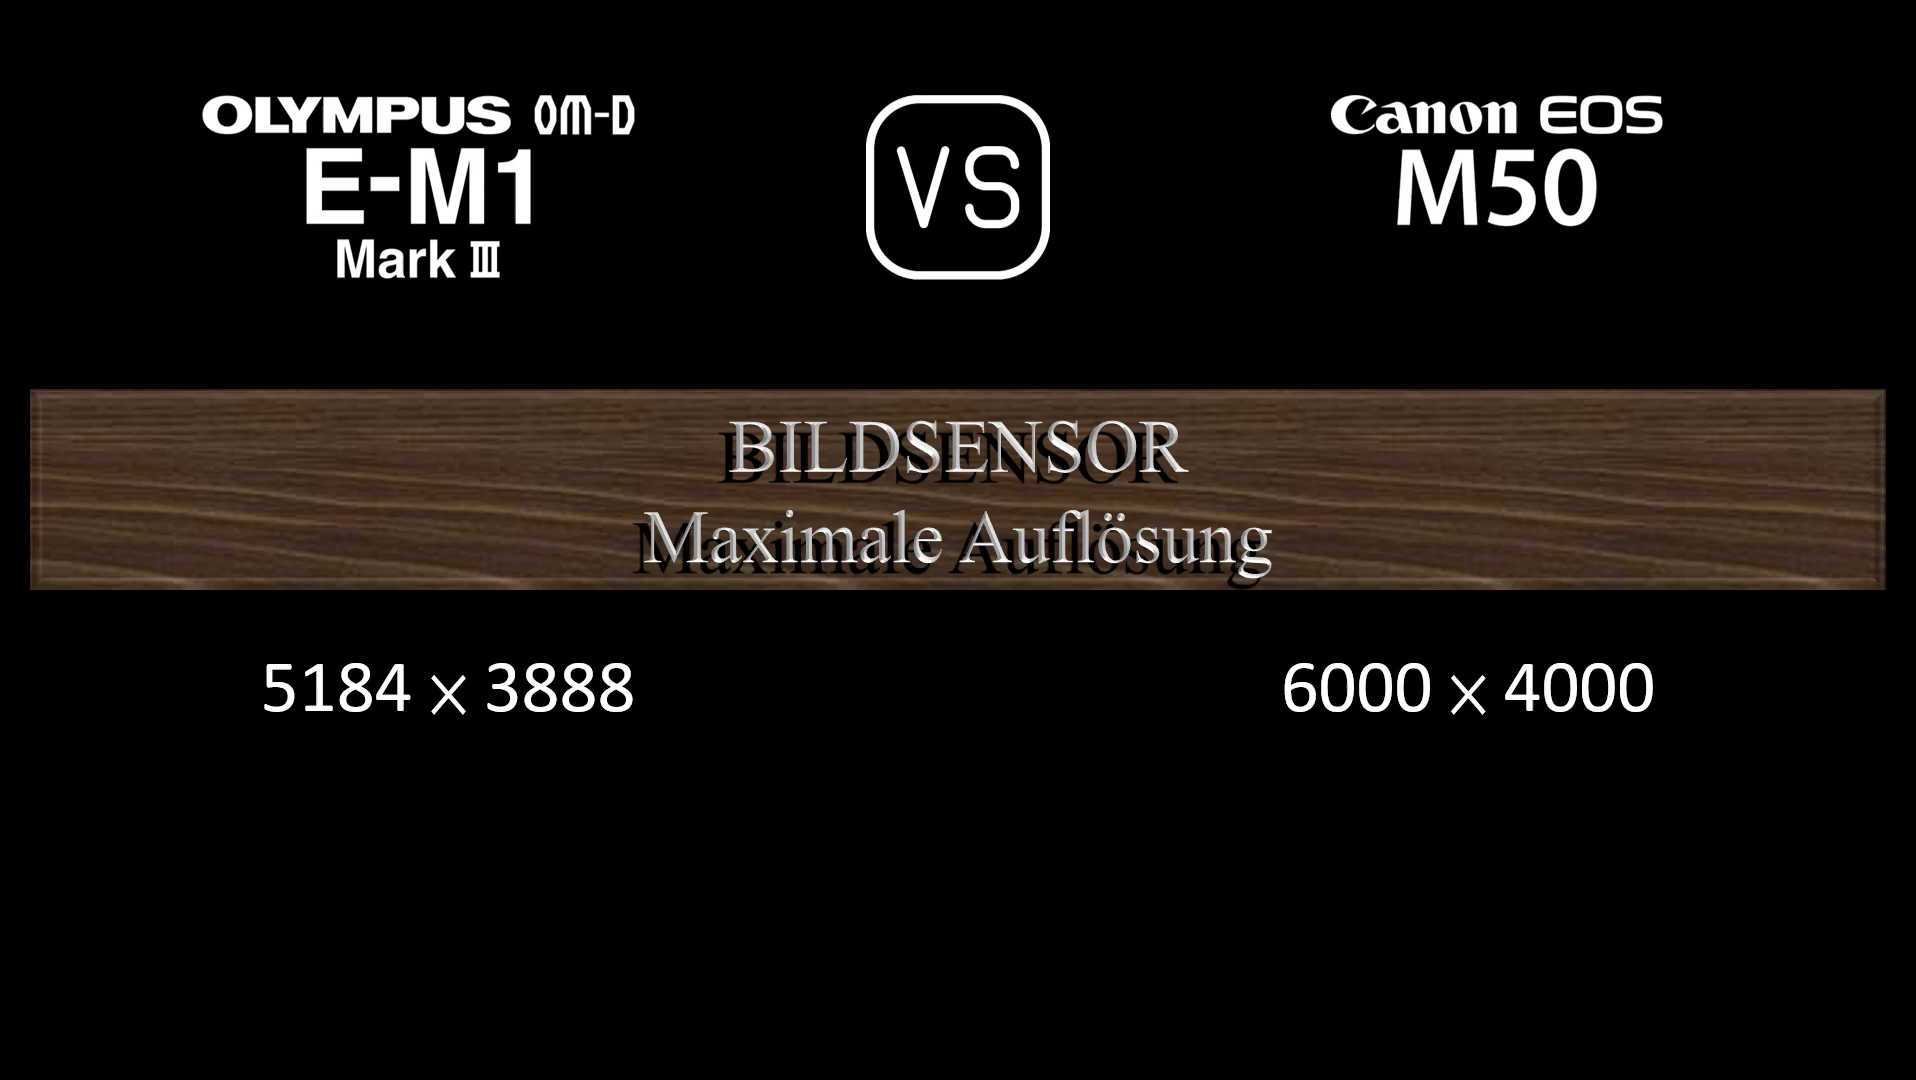 OLYMPUS OM-D
E-M1
Mark III
VS
Canon EOS
M50
BILDSENSOR
Maximale Auflösung
5184 x 3888
6000 x 4000